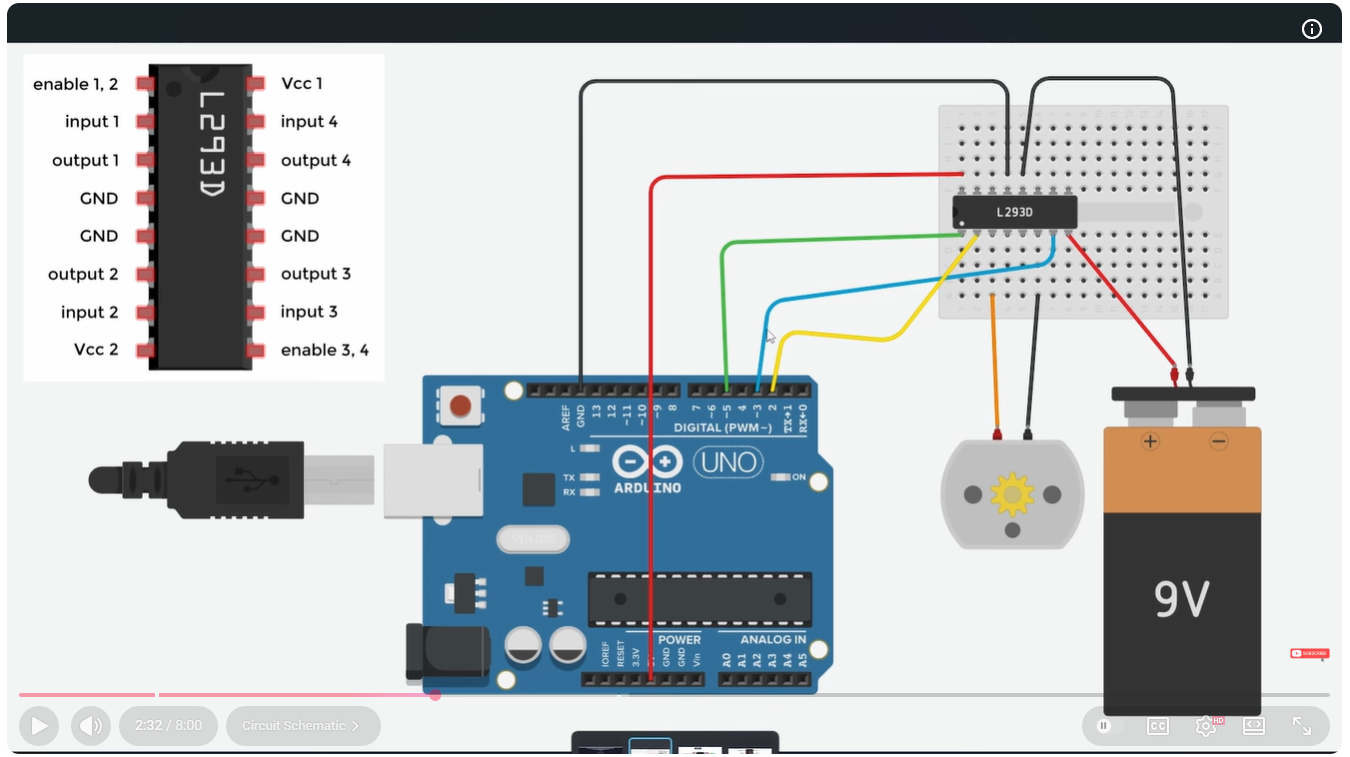 enable 1, 2
Vcc 1
input 1
input 4
output 1
output 4
GND
GND
GND
GND
output 2
output 3
input 2
input 3
Vcc 2
enable 3, 4
L293D
L293D
AREF
GND
13
12
~11
~10
~9
8
7
~6
~5
4
~3
2
TX→1
RX←0
DIGITAL (PWM~)
L
TX
RX
ARDUINO
UNO
ON
POWER
ANALOG IN
IOREF
RESET
3.3V
GND
GND
Vin
A0
A1
A2
A3
A4
A5
+
−
9V
SUBSCRIBE
2:32 / 8:00
Circuit Schematic >
CC
HD